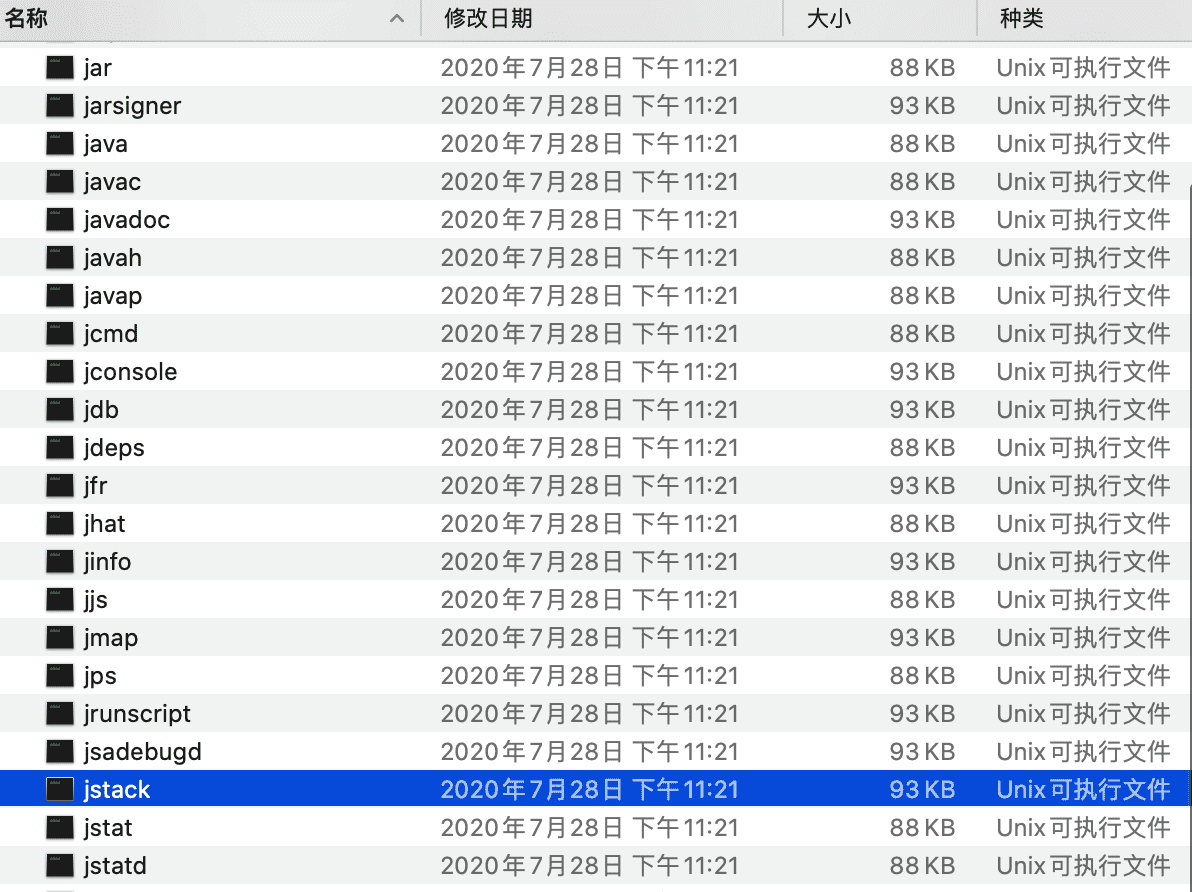 名称 修改日期 大小 种类
jar 2020年7月28日 下午11:21 88 KB Unix可执行文件
jarsigner 2020年7月28日 下午11:21 93 KB Unix可执行文件
java 2020年7月28日 下午11:21 88 KB Unix可执行文件
javac 2020年7月28日 下午11:21 88 KB Unix可执行文件
javadoc 2020年7月28日 下午11:21 93 KB Unix可执行文件
javah 2020年7月28日 下午11:21 88 KB Unix可执行文件
javap 2020年7月28日 下午11:21 88 KB Unix可执行文件
jcmd 2020年7月28日 下午11:21 88 KB Unix可执行文件
jconsole 2020年7月28日 下午11:21 93 KB Unix可执行文件
jdb 2020年7月28日 下午11:21 93 KB Unix可执行文件
jdeps 2020年7月28日 下午11:21 88 KB Unix可执行文件
jfr 2020年7月28日 下午11:21 93 KB Unix可执行文件
jhat 2020年7月28日 下午11:21 88 KB Unix可执行文件
jinfo 2020年7月28日 下午11:21 93 KB Unix可执行文件
jjs 2020年7月28日 下午11:21 88 KB Unix可执行文件
jmap 2020年7月28日 下午11:21 93 KB Unix可执行文件
jps 2020年7月28日 下午11:21 88 KB Unix可执行文件
jrunscript 2020年7月28日 下午11:21 93 KB Unix可执行文件
jsadebugd 2020年7月28日 下午11:21 93 KB Unix可执行文件
jstack 2020年7月28日 下午11:21 93 KB Unix可执行文件
jstat 2020年7月28日 下午11:21 88 KB Unix可执行文件
jstatd 2020年7月28日 下午11:21 88 KB Unix可执行文件